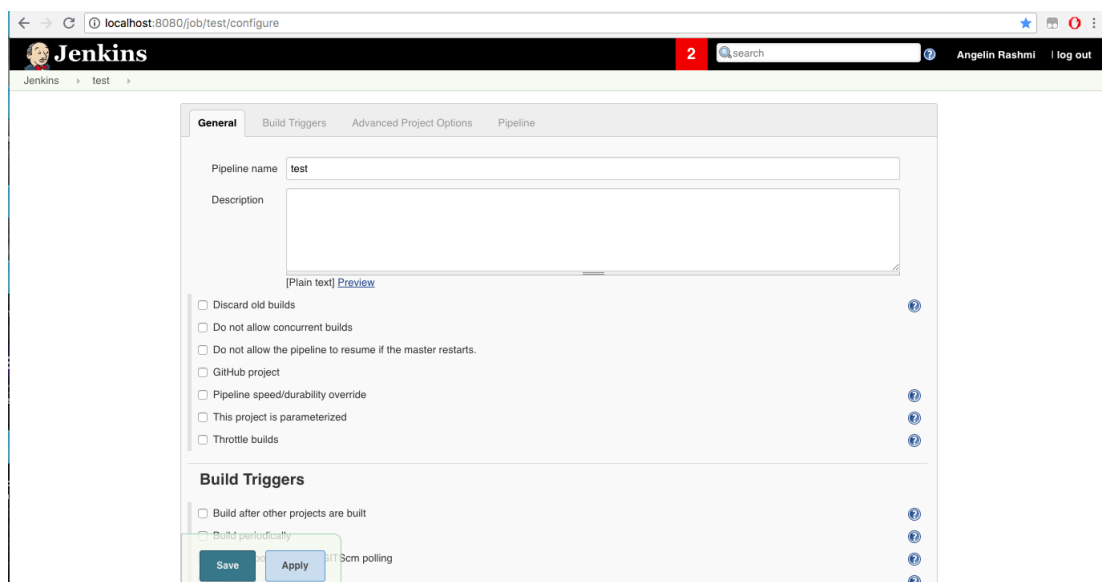 localhost:8080/job/test/configure
Jenkins 2 search Angelin Rashmi | log out
Jenkins test
General Build Triggers Advanced Project Options Pipeline
Pipeline name test
Description
[Plain text] Preview
Discard old builds
Do not allow concurrent builds
Do not allow the pipeline to resume if the master restarts.
GitHub project
Pipeline speed/durability override
This project is parameterized
Throttle builds
Build Triggers
Build after other projects are built
Build periodically
Scm polling
Save Apply